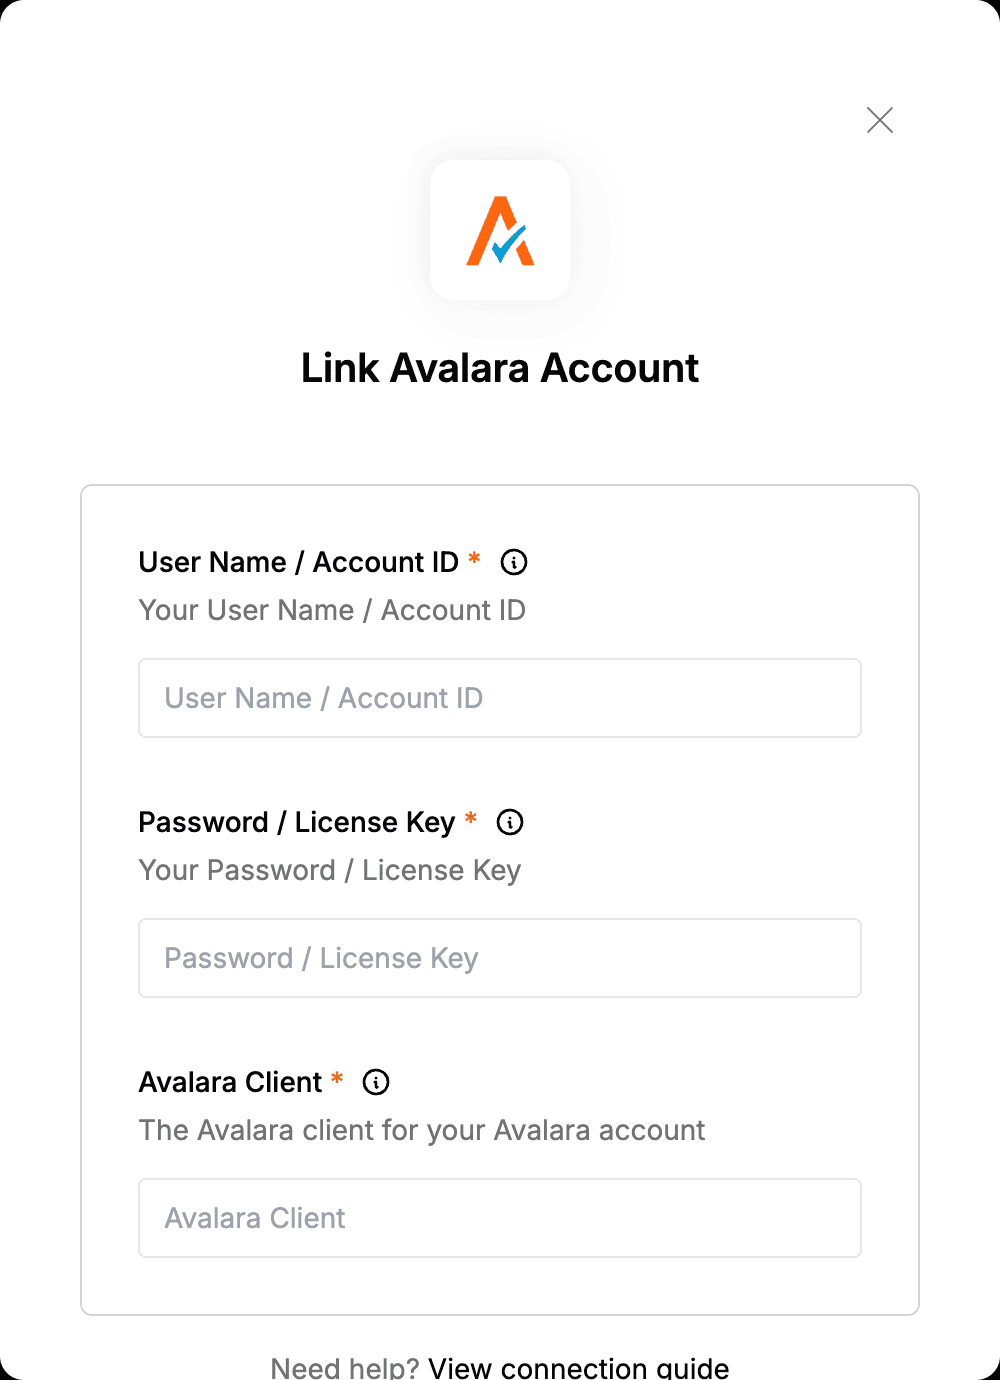 Link Avalara Account
User Name / Account ID *
Your User Name / Account ID
User Name / Account ID
Password / License Key *
Your Password / License Key
Password / License Key
Avalara Client *
The Avalara client for your Avalara account
Avalara Client
Need help? View connection guide